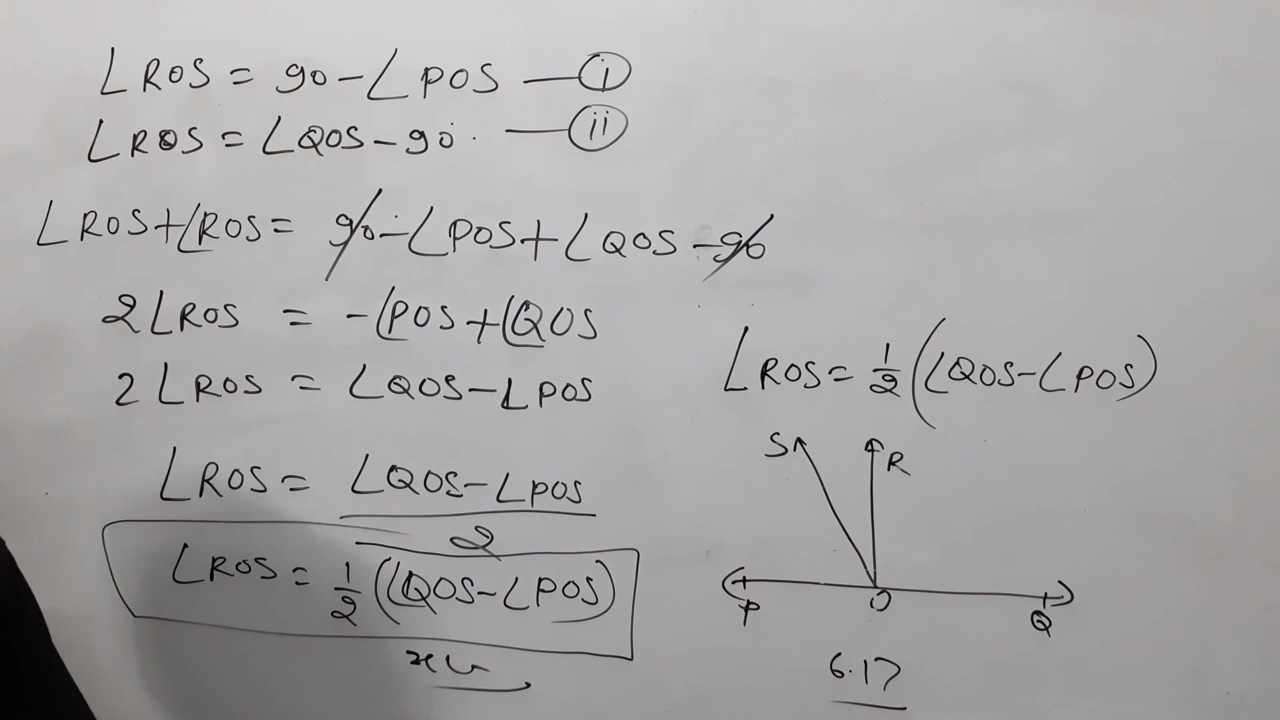 ∠ROS = 90 - ∠POS — (i)
∠ROS = ∠QOS - 90. — (ii)
∠ROS + ∠ROS = 90 - ∠POS + ∠QOS - 90
2∠ROS = -∠POS + ∠QOS
2∠ROS = ∠QOS - ∠POS
∠ROS = ∠QOS - ∠POS
2
∠ROS = 1/2 (∠QOS - ∠POS)
∠ROS = 1/2 (∠QOS - ∠POS)
S R
P O Q
6.17